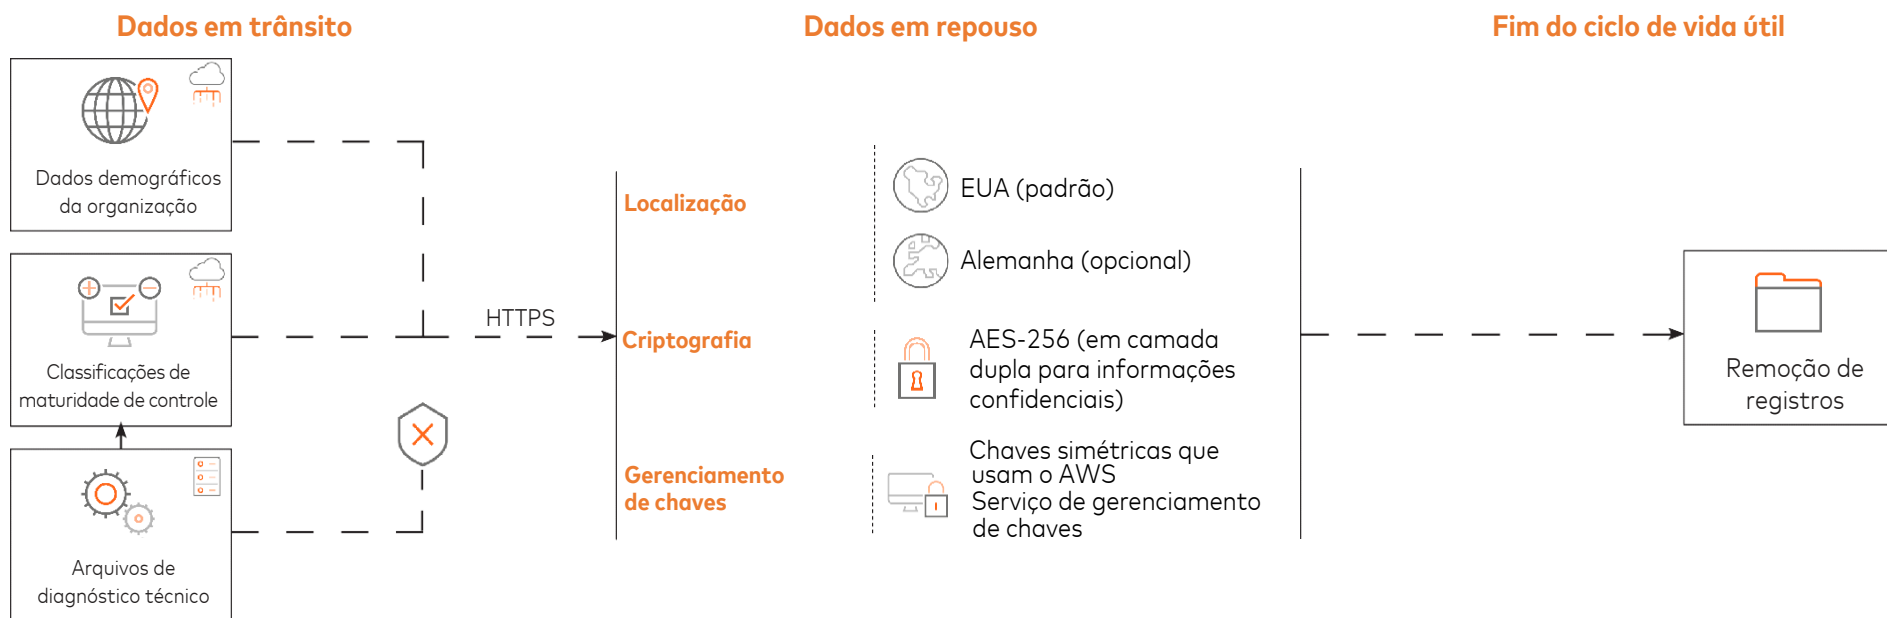 Dados em trânsito
Dados em repouso
Fim do ciclo de vida útil
Dados demográficos
da organização
Classificações de
maturidade de controle
Arquivos de
diagnóstico técnico
HTTPS
Localização
EUA (padrão)
Alemanha (opcional)
Criptografia
AES-256 (em camada
dupla para informações
confidenciais)
Gerenciamento
de chaves
Chaves simétricas que
usam o AWS
Serviço de gerenciamento
de chaves
Remoção de
registros